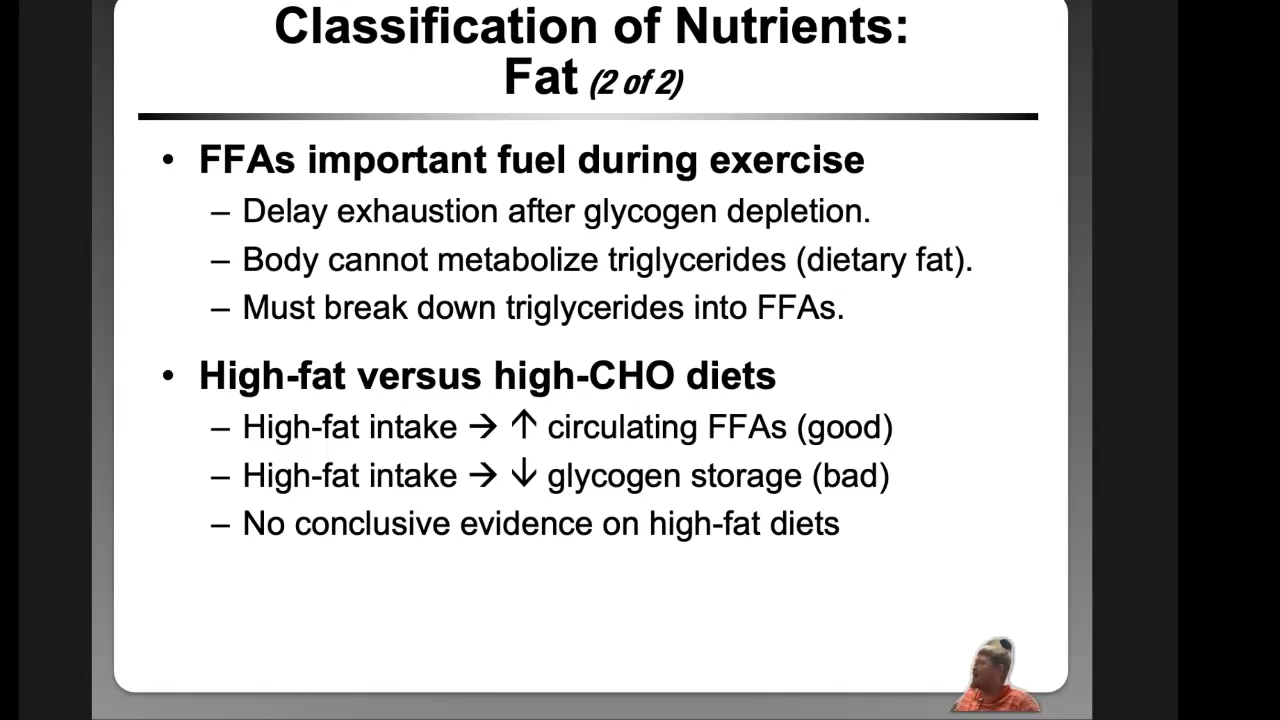 Classification of Nutrients:
Fat (2 of 2)
• FFAs important fuel during exercise
– Delay exhaustion after glycogen depletion.
– Body cannot metabolize triglycerides (dietary fat).
– Must break down triglycerides into FFAs.
• High-fat versus high-CHO diets
– High-fat intake → ↑ circulating FFAs (good)
– High-fat intake → ↓ glycogen storage (bad)
– No conclusive evidence on high-fat diets